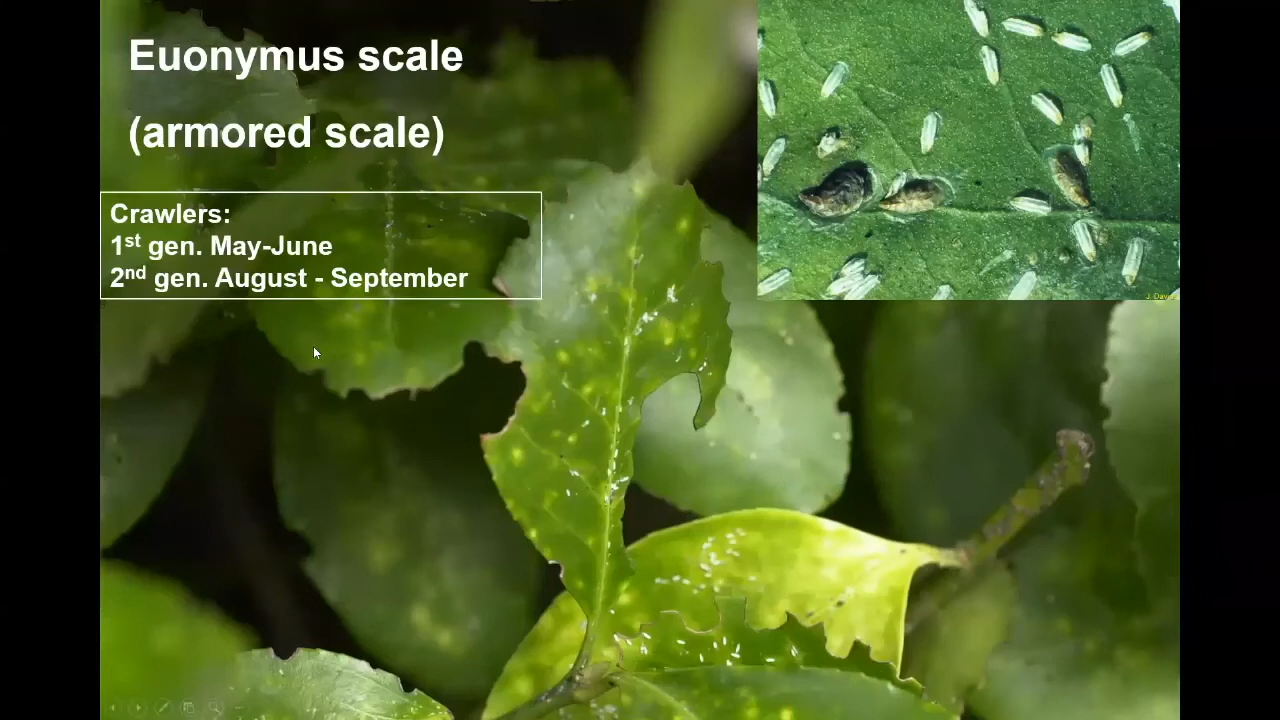 Euonymus scale
(armored scale)
Crawlers:
1st gen. May-June
2nd gen. August - September